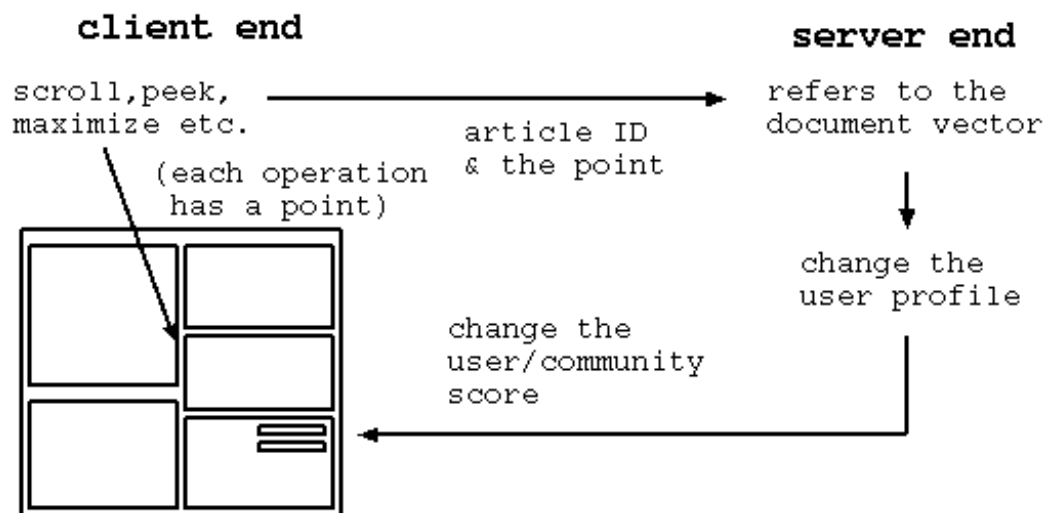 client end
server end
scroll,peek,
maximize etc.
article ID
& the point
refers to the
document vector
(each operation
has a point)
change the
user profile
change the
user/community
score